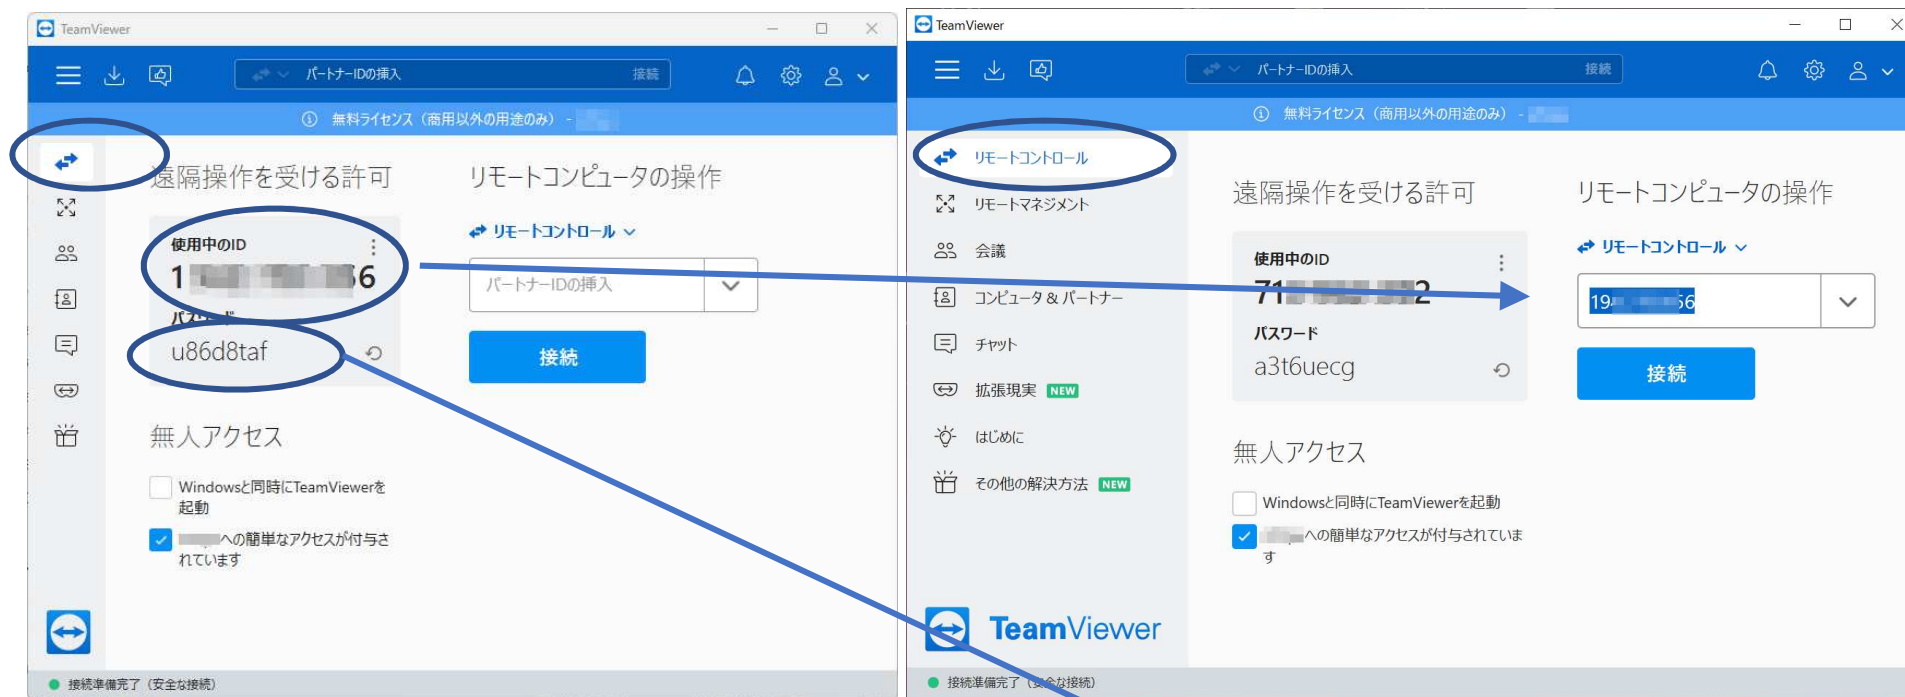 TeamViewer
パートナーIDの挿入 接続
無料ライセンス（商用以外の用途のみ） -
遠隔操作を受ける許可
使用中のID
1 56
パスワード
u86d8taf
無人アクセス
Windowsと同時にTeamViewerを
起動
への簡単なアクセスが付与さ
れています
リモートコンピュータの操作
リモートコントロール
パートナーIDの挿入
接続
接続準備完了（安全な接続）
TeamViewer
パートナーIDの挿入 接続
無料ライセンス（商用以外の用途のみ） -
リモートコントロール
リモートマネジメント
会議
コンピュータ & パートナー
チャット
拡張現実 NEW
はじめに
その他の解決方法 NEW
TeamViewer
遠隔操作を受ける許可
使用中のID
71 2
パスワード
a3t6uecg
無人アクセス
Windowsと同時にTeamViewerを起動
への簡単なアクセスが付与されていま
す
リモートコンピュータの操作
リモートコントロール
19 56
接続
接続準備完了（安全な接続）